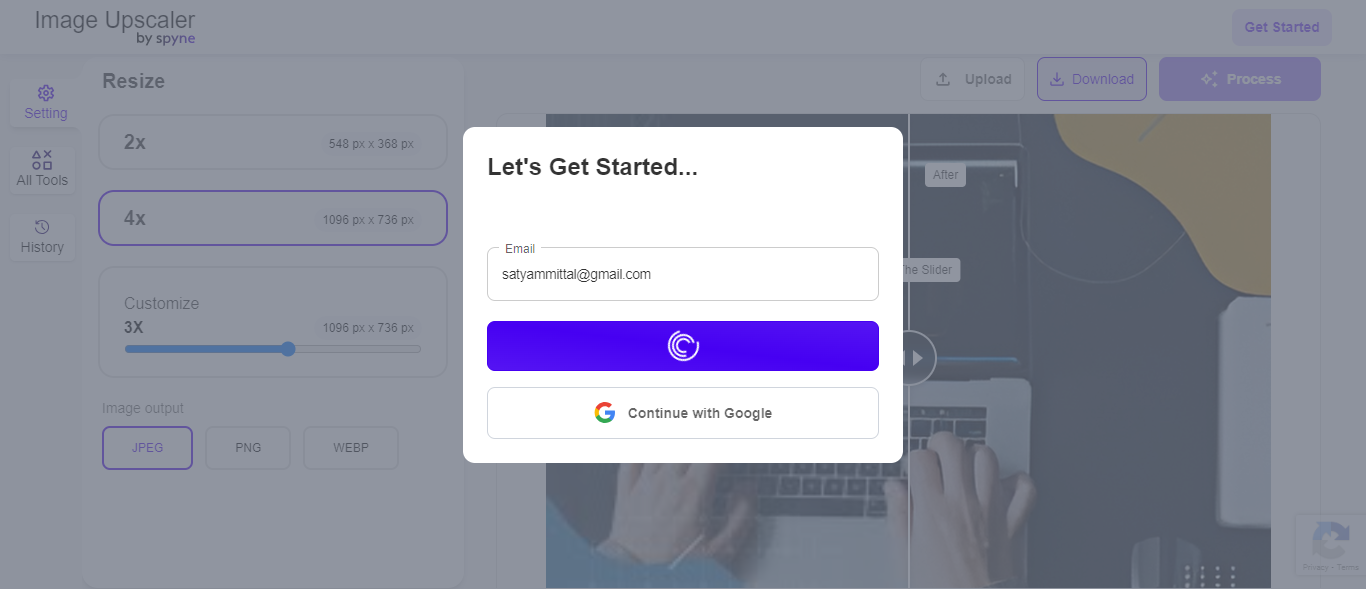 Image Upscaler
by spyne
Get Started
Resize
Upload
Download
Process
Setting
All Tools
History
2x
548 px x 368 px
4x
1096 px x 736 px
Customize
3X
1096 px x 736 px
Image output
JPEG
PNG
WEBP
Let's Get Started...
Email
satyammittal@gmail.com
Continue with Google
After
The Slider
Privacy - Terms